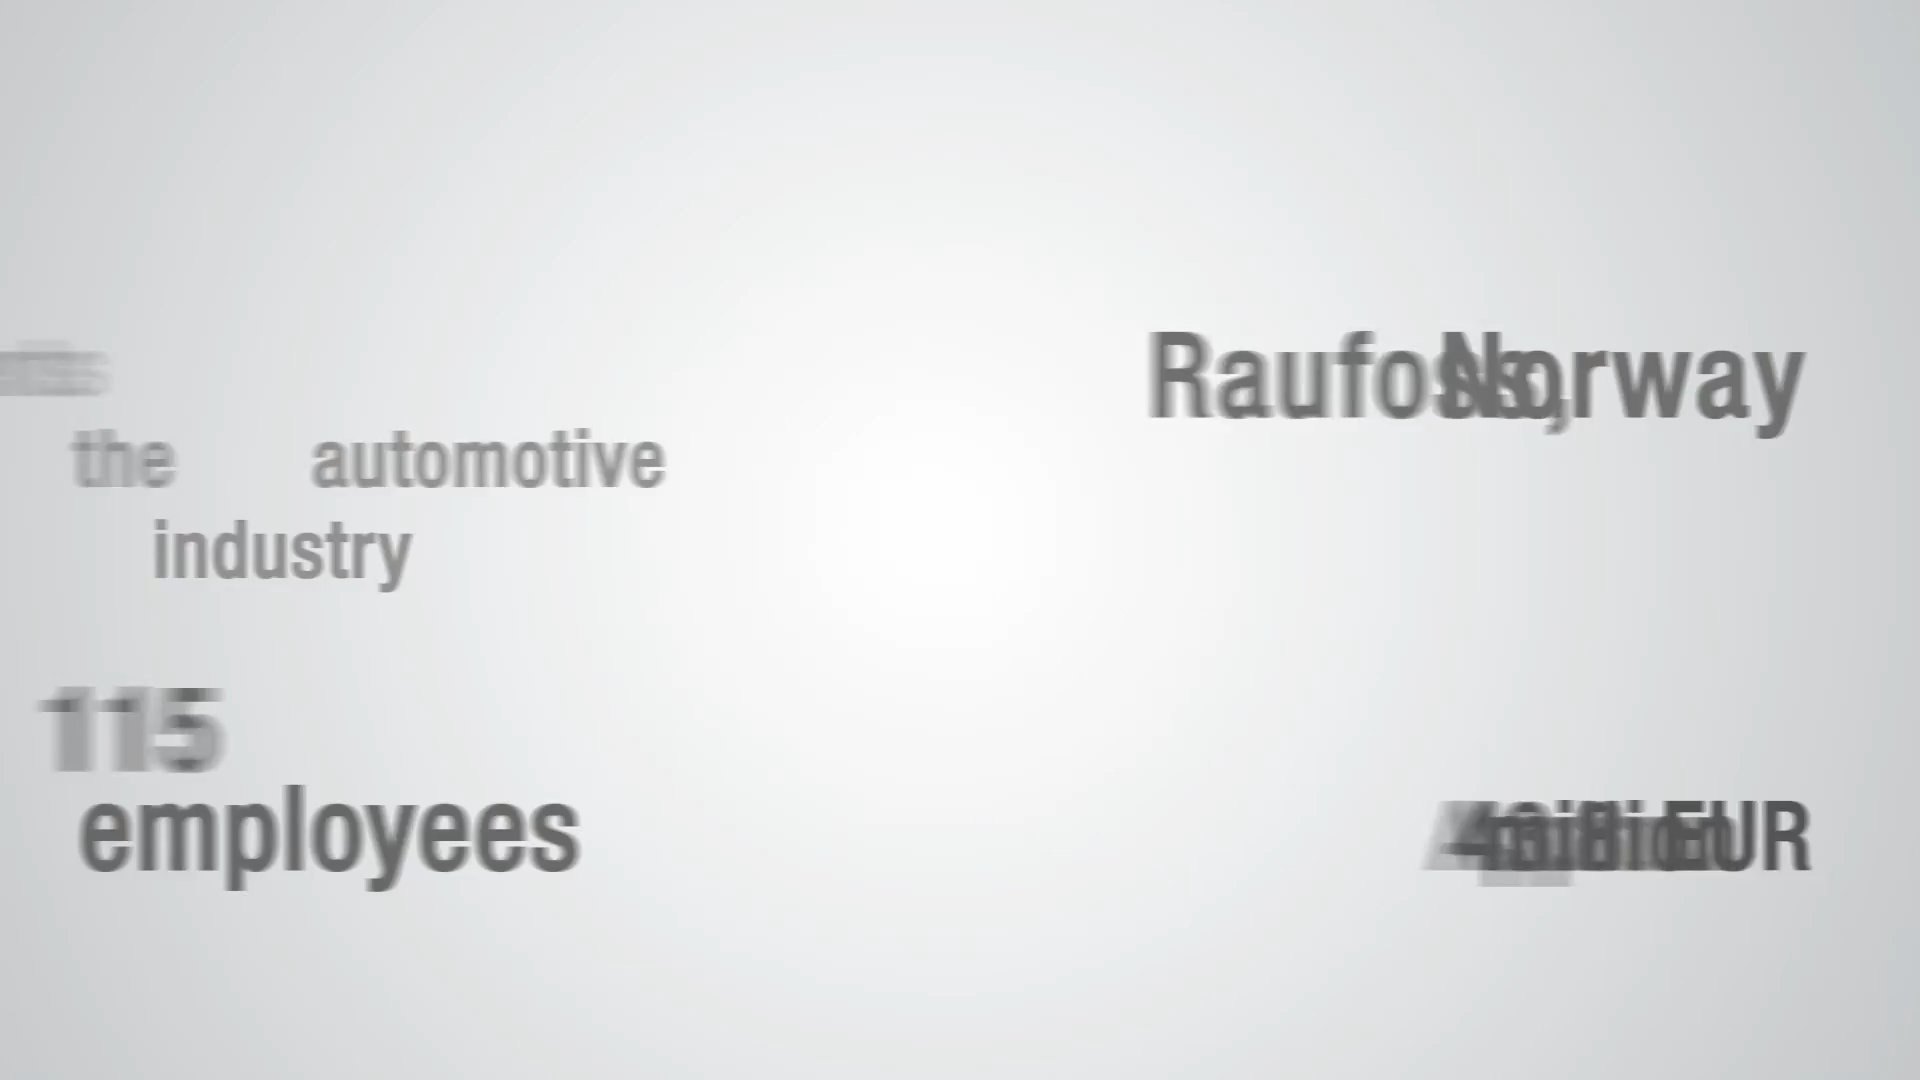 Raufoss, Norway
the automotive
industry
115
employees
EUR